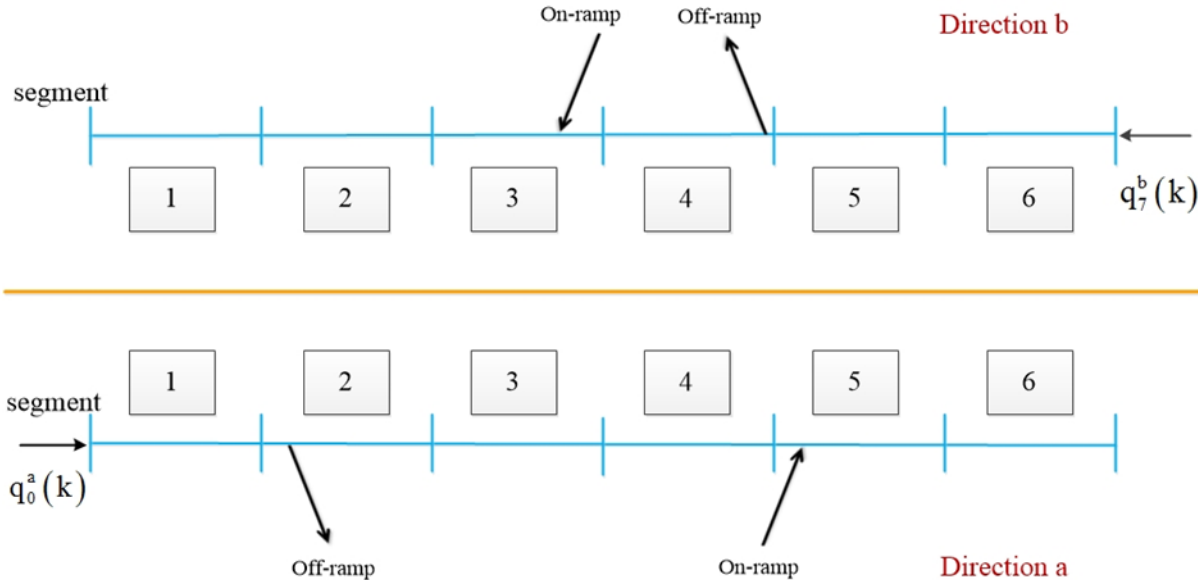 On-ramp Off-ramp Direction b
segment
1 2 3 4 5 6
q₇ᵇ(k)
1 2 3 4 5 6
segment
q₀ᵃ(k)
Off-ramp On-ramp Direction a